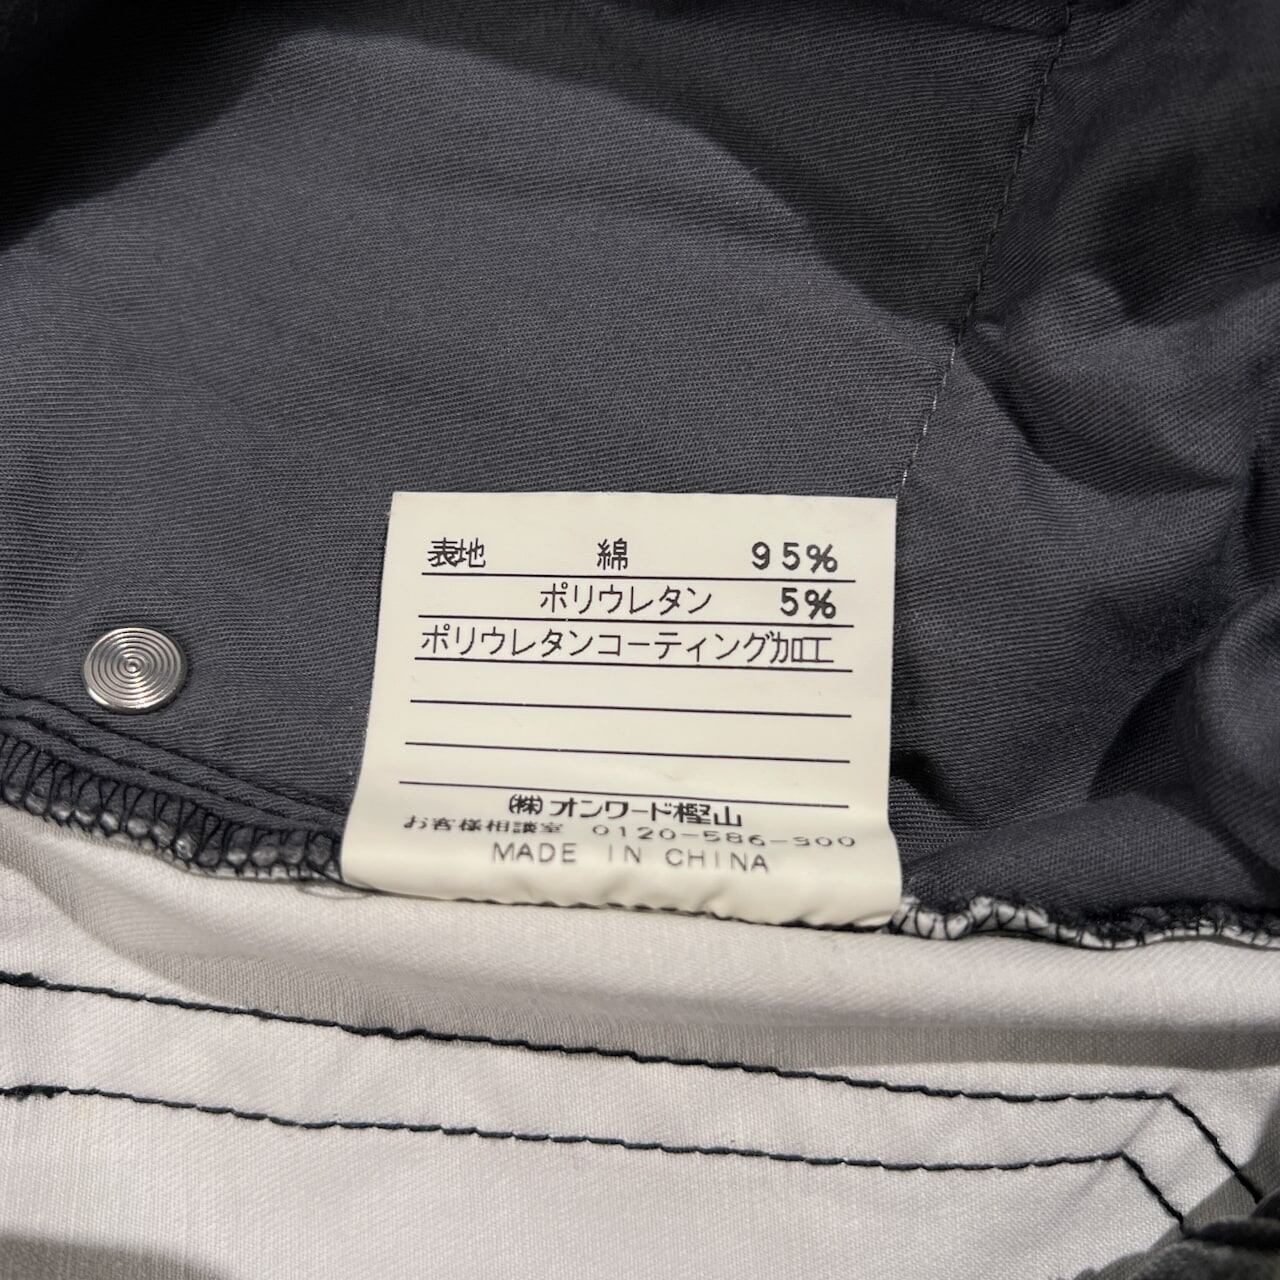 表地 綿 95%
ポリウレタン 5%
ポリウレタンコーティング加工
(株)オンワード樫山
お客様相談室 0120-586-300
MADE IN CHINA